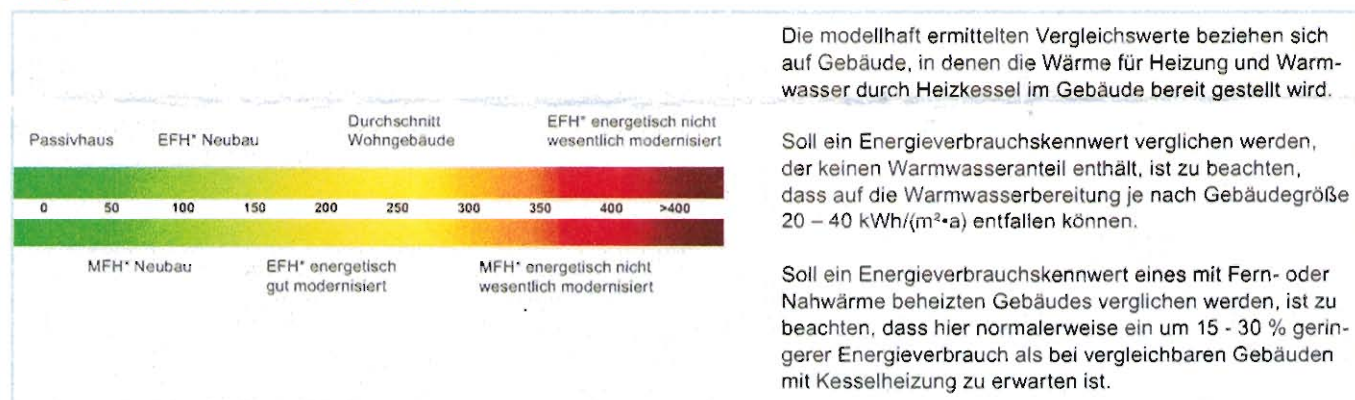 Passivhaus
EFH* Neubau
Durchschnitt
Wohngebäude
EFH* energetisch nicht
wesentlich modernisiert
0 50 100 150 200 250 300 350 400 >400
MFH* Neubau
EFH* energetisch
gut modernisiert
MFH* energetisch nicht
wesentlich modernisiert
Die modellhaft ermittelten Vergleichswerte beziehen sich
auf Gebäude, in denen die Wärme für Heizung und Warm-
wasser durch Heizkessel im Gebäude bereit gestellt wird.
Soll ein Energieverbrauchskennwert verglichen werden,
der keinen Warmwasseranteil enthält, ist zu beachten,
dass auf die Warmwasserbereitung je nach Gebäudegröße
20 – 40 kWh/(m²•a) entfallen können.
Soll ein Energieverbrauchskennwert eines mit Fern- oder
Nahwärme beheizten Gebäudes verglichen werden, ist zu
beachten, dass hier normalerweise ein um 15 - 30 % gerin-
gerer Energieverbrauch als bei vergleichbaren Gebäuden
mit Kesselheizung zu erwarten ist.